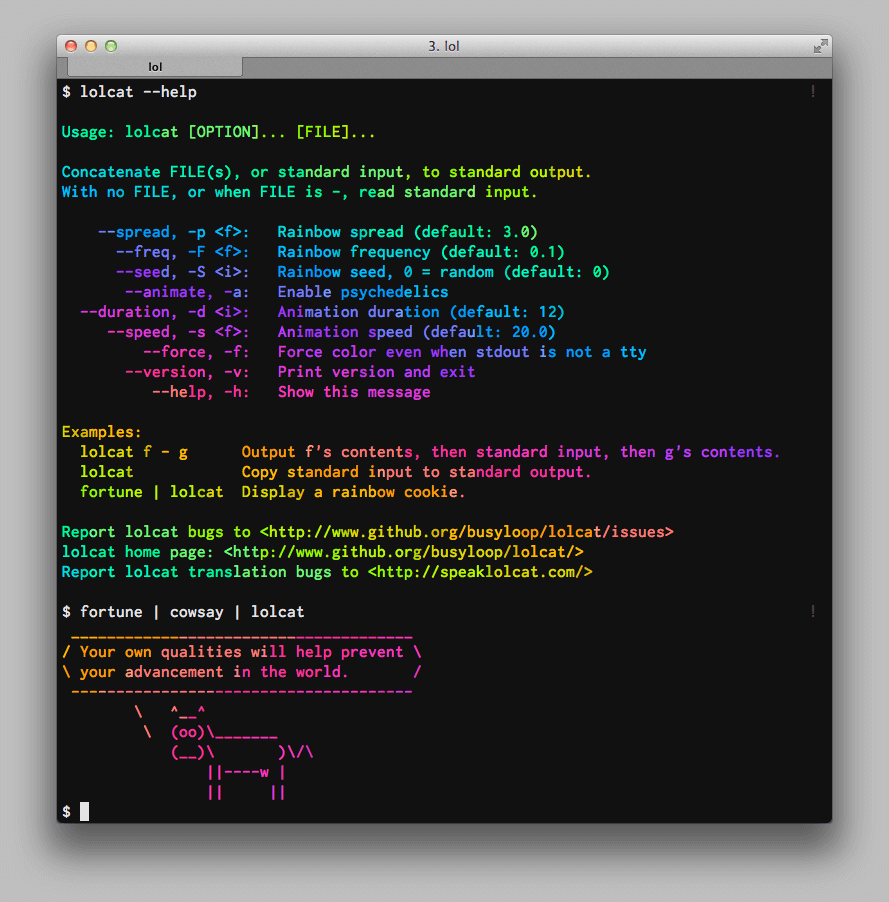 3. lol
lol
$ lolcat --help !
Usage: lolcat [OPTION]... [FILE]...
Concatenate FILE(s), or standard input, to standard output.
With no FILE, or when FILE is -, read standard input.
--spread, -p <f>:   Rainbow spread (default: 3.0)
--freq, -F <f>:   Rainbow frequency (default: 0.1)
--seed, -S <i>:   Rainbow seed, 0 = random (default: 0)
--animate, -a:   Enable psychedelics
--duration, -d <i>:   Animation duration (default: 12)
--speed, -s <f>:   Animation speed (default: 20.0)
--force, -f:   Force color even when stdout is not a tty
--version, -v:   Print version and exit
--help, -h:   Show this message
Examples:
lolcat f - g      Output f's contents, then standard input, then g's contents.
lolcat            Copy standard input to standard output.
fortune | lolcat  Display a rainbow cookie.
Report lolcat bugs to <http://www.github.org/busyloop/lolcat/issues>
lolcat home page: <http://www.github.org/busyloop/lolcat/>
Report lolcat translation bugs to <http://speaklolcat.com/>
$ fortune | cowsay | lolcat !
 ______________________________________
/ Your own qualities will help prevent \
\ your advancement in the world.       /
 --------------------------------------
        \   ^__^
         \  (oo)\_______
            (__)\       )\/\
                ||----w |
                ||     ||
$